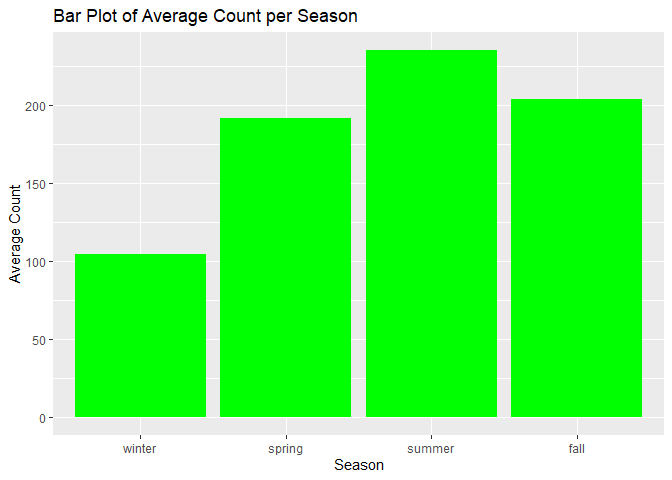 Bar Plot of Average Count per Season
Average Count
200
150
100
50
0
winter spring summer fall
Season